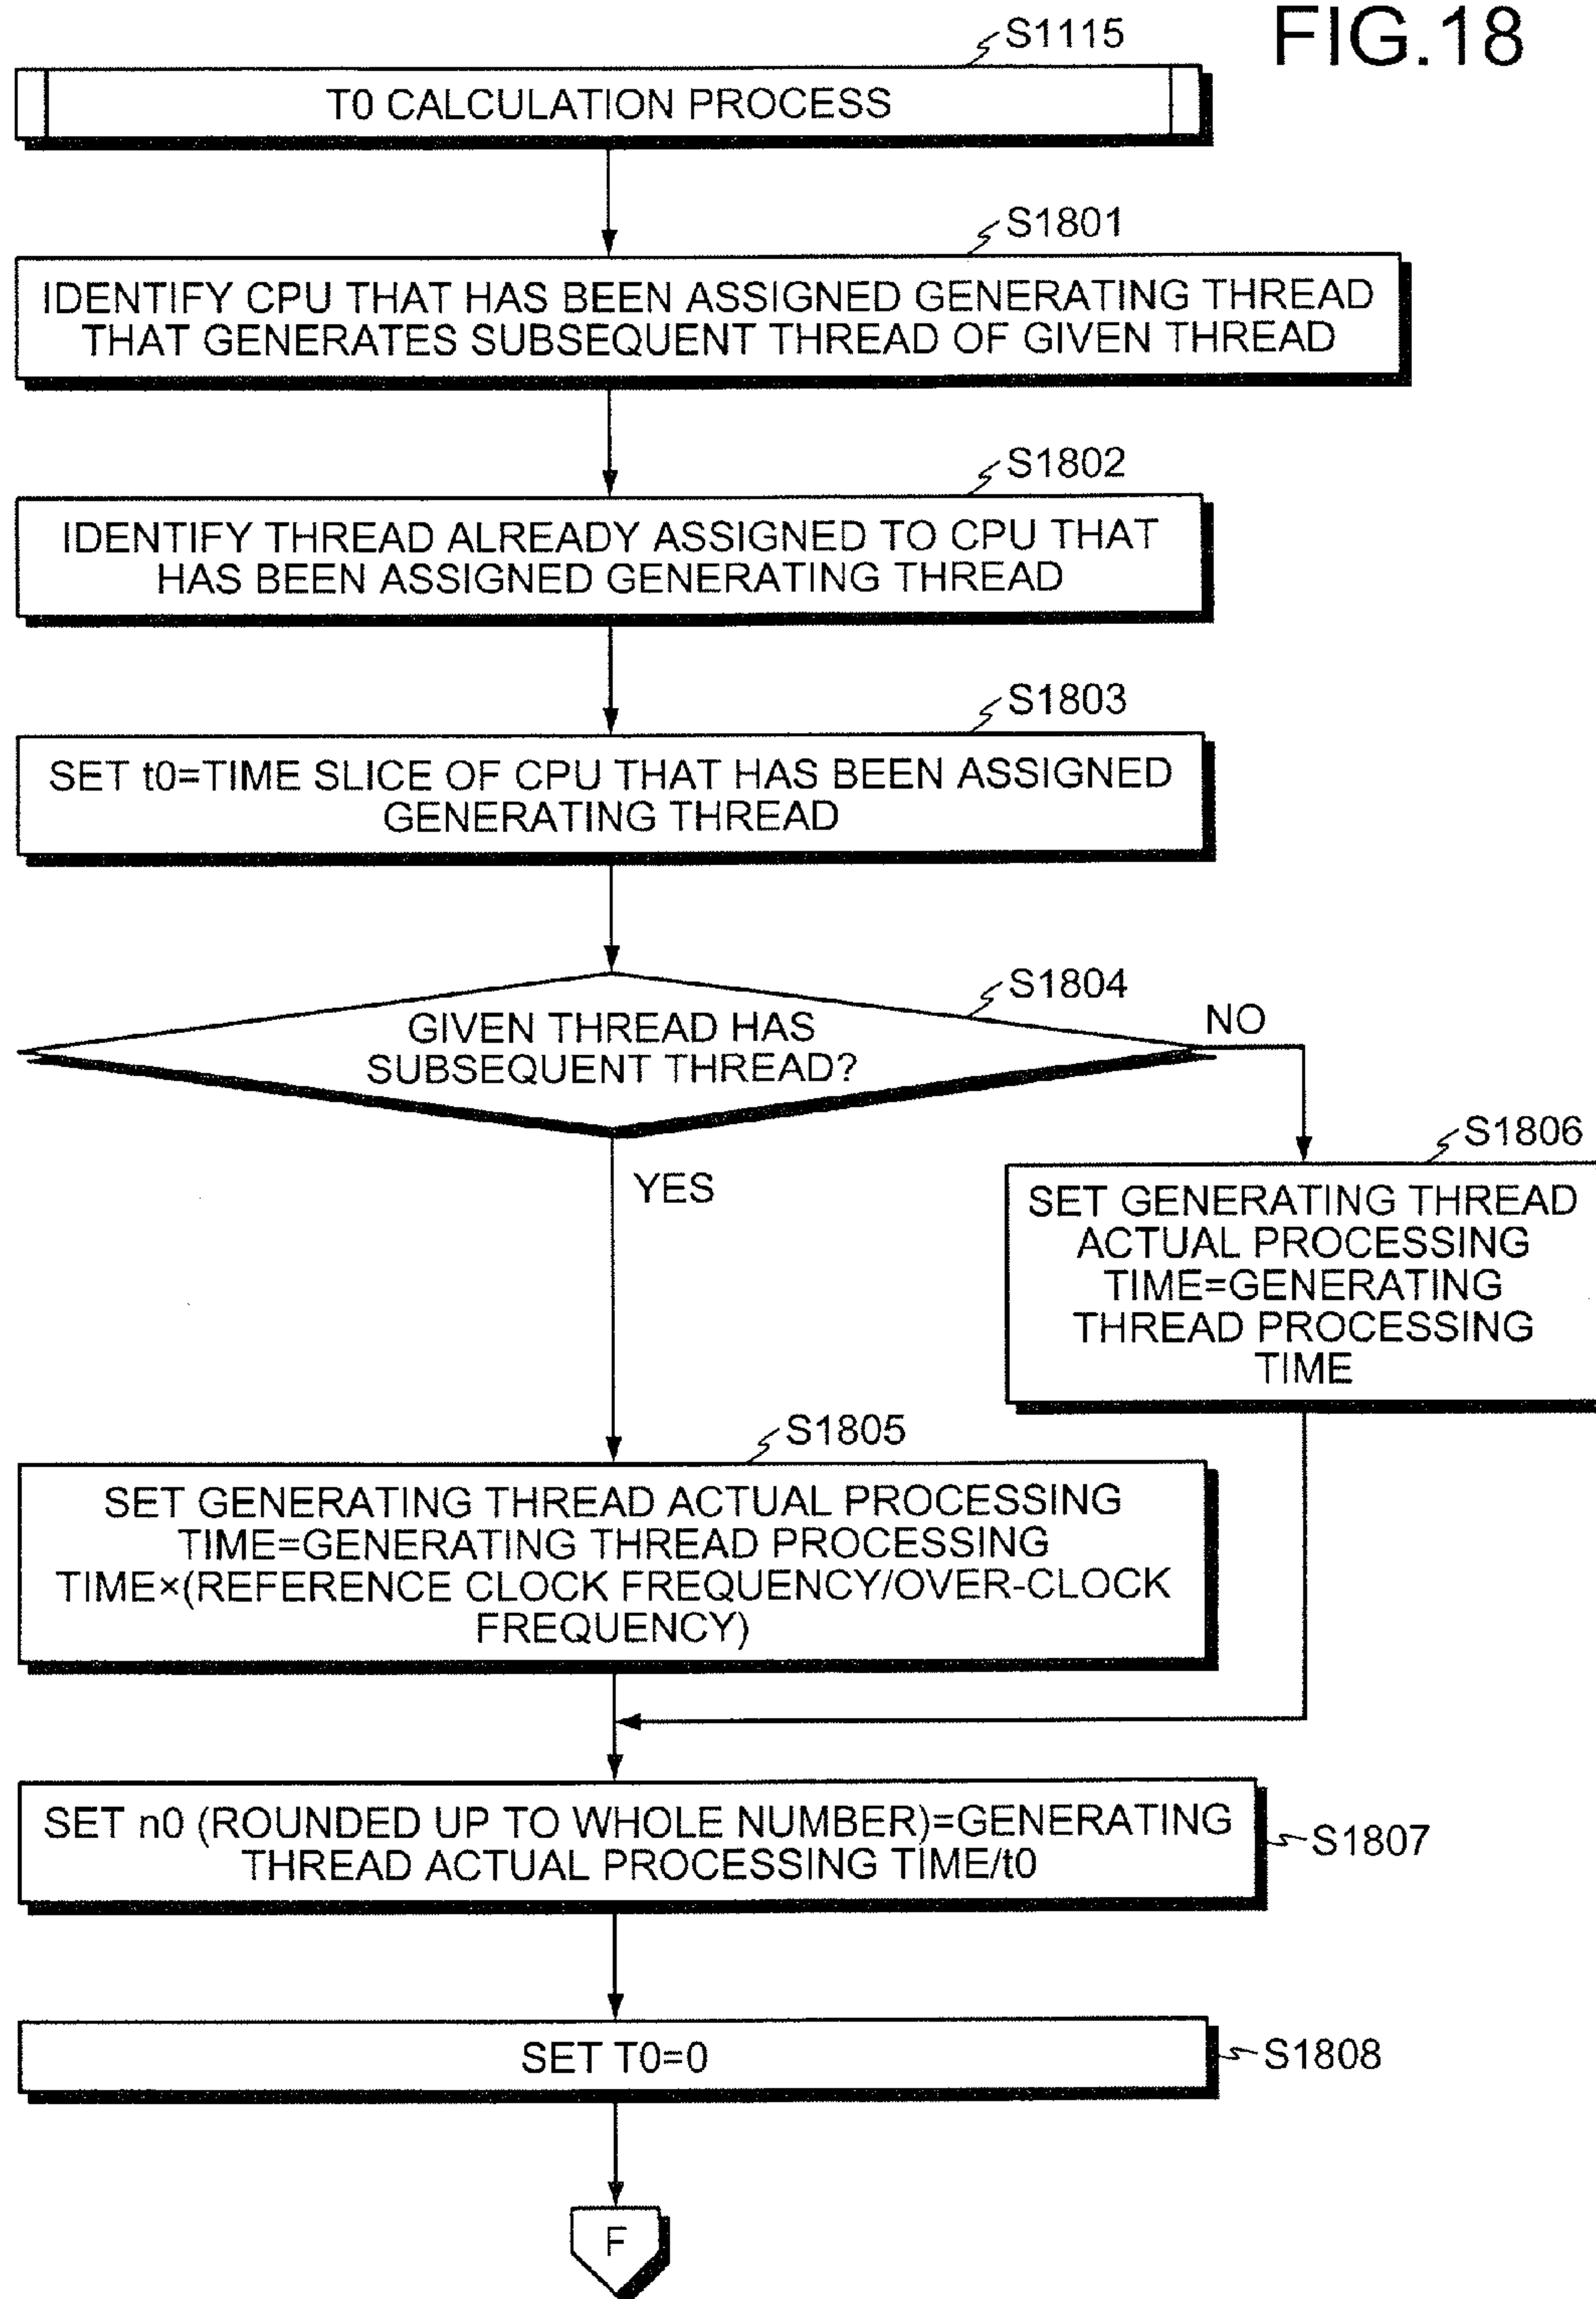 FIG.18
S1115
T0 CALCULATION PROCESS
S1801
IDENTIFY CPU THAT HAS BEEN ASSIGNED GENERATING THREAD
THAT GENERATES SUBSEQUENT THREAD OF GIVEN THREAD
S1802
IDENTIFY THREAD ALREADY ASSIGNED TO CPU THAT
HAS BEEN ASSIGNED GENERATING THREAD
S1803
SET t0=TIME SLICE OF CPU THAT HAS BEEN ASSIGNED
GENERATING THREAD
S1804
GIVEN THREAD HAS
SUBSEQUENT THREAD?
NO
YES
S1806
SET GENERATING THREAD
ACTUAL PROCESSING
TIME=GENERATING
THREAD PROCESSING
TIME
S1805
SET GENERATING THREAD ACTUAL PROCESSING
TIME=GENERATING THREAD PROCESSING
TIME×(REFERENCE CLOCK FREQUENCY/OVER-CLOCK
FREQUENCY)
SET n0 (ROUNDED UP TO WHOLE NUMBER)=GENERATING
THREAD ACTUAL PROCESSING TIME/t0
S1807
SET T0=0
S1808
F